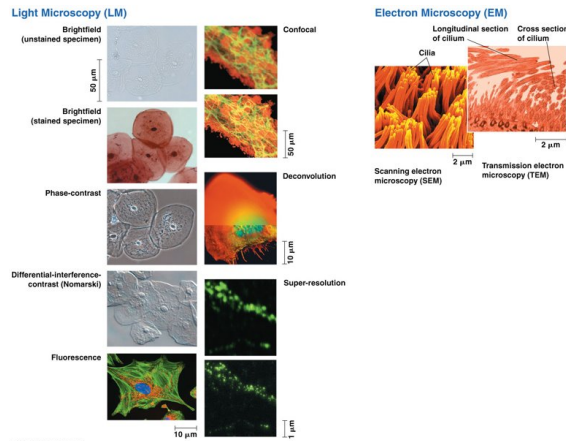 Light Microscopy (LM)
Brightfield
(unstained specimen)
50 μm
Brightfield
(stained specimen)
Phase-contrast
Differential-interference-
contrast (Nomarski)
Fluorescence
10 μm
Confocal
50 μm
Deconvolution
10 μm
Super-resolution
1 μm
Electron Microscopy (EM)
Longitudinal section
of cilium
Cross section
of cilium
Cilia
2 μm
Scanning electron
microscopy (SEM)
2 μm
Transmission electron
microscopy (TEM)